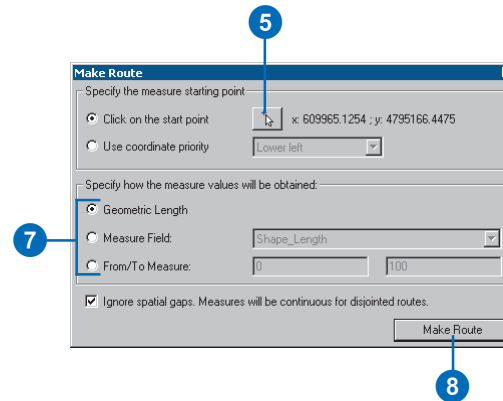 5
Make Route
Specify the measure starting point
Click on the start point x: 609965.1254 ; y: 4795166.4475
Use coordinate priority Lower left
Specify how the measure values will be obtained:
Geometric Length
7
Measure Field: Shape_Length
From/To Measure: 0 100
Ignore spatial gaps. Measures will be continuous for disjointed routes.
Make Route
8